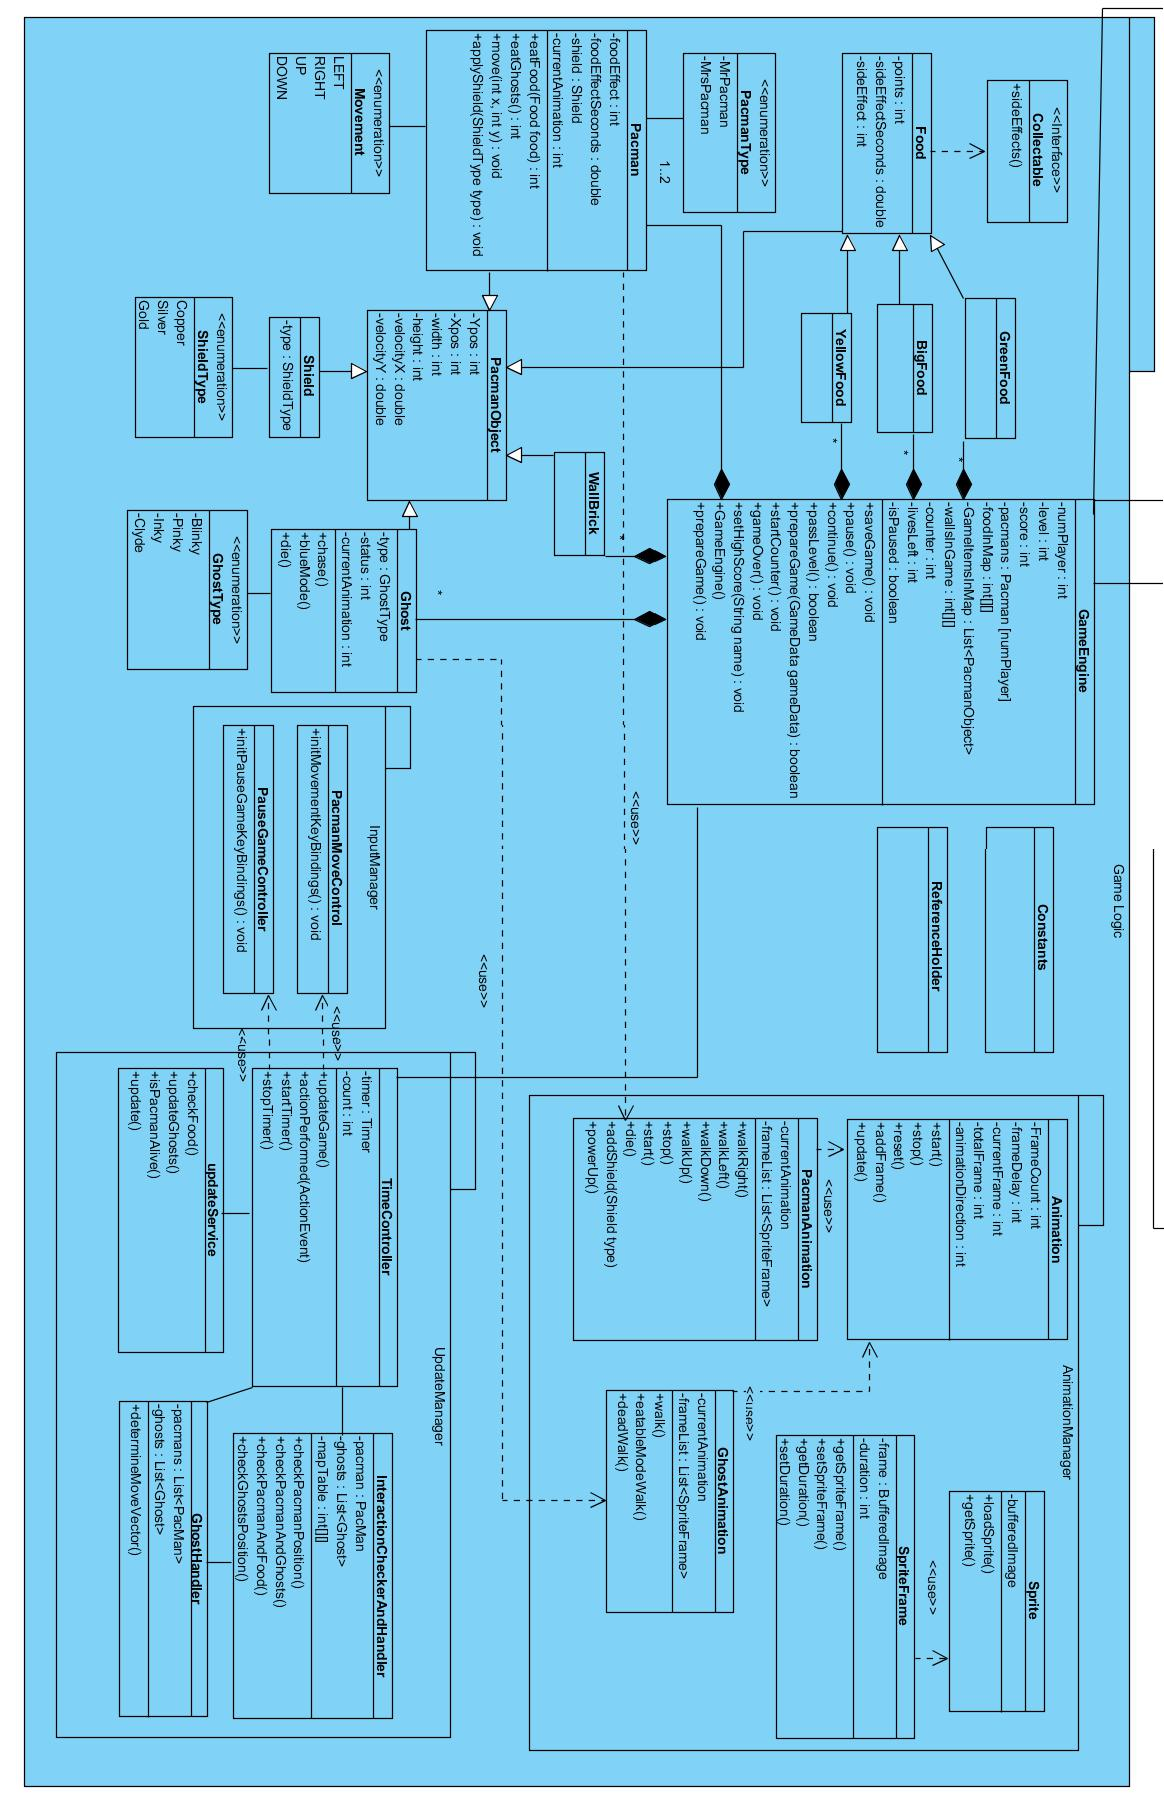 Game Logic
<<Interface>>
Collectable
+sideEffects()
Food
-points : int
-sideEffectSeconds : double
-sideEffect : int
<<enumeration>>
PacmanType
-MrPacman
-MrsPacman
1..2
Pacman
-foodEffect : int
-foodEffectSeconds : double
-shield : Shield
-currentAnimation : int
+eatFood(Food food) : int
+eatGhosts() : int
+move(int x, int y) : void
+applyShield(ShieldType type) : void
<<enumeration>>
Movement
LEFT
RIGHT
UP
DOWN
GreenFood
*
BigFood
*
YellowFood
*
PacmanObject
-Ypos : int
-Xpos : int
-width : int
-height : int
-velocityX : double
-velocityY : double
Shield
-type : ShieldType
<<enumeration>>
ShieldType
Copper
Silver
Gold
WallBrick
*
GameEngine
-numPlayer : int
-level : int
-score : int
-pacmans : Pacman [numPlayer]
-foodInMap : int[][]
-GameItemsInMap : List<PacmanObject>
-wallsInGame : int[][]
-counter : int
-livesLeft : int
-isPaused : boolean
+saveGame() : void
+pause() : void
+continue() : void
+passLevel() : boolean
+prepareGame(GameData gameData) : boolean
+startCounter() : void
+gameOver() : void
+setHighScore(String name) : void
+GameEngine()
+prepareGame() : void
Ghost
-type : GhostType
-status : int
-currentAnimation : int
+chase()
+blueMode()
+die()
*
<<enumeration>>
GhostType
-Blinky
-Pinky
-Inky
-Clyde
Constants
ReferenceHolder
<<use>>
<<use>>
InputManager
PacmanMoveControl
+initMovementKeyBindings() : void
PauseGameController
+initPauseGameKeyBindings() : void
<<use>>
<<use>>
AnimationManager
Animation
-FrameCount : int
-frameDelay : int
-currentFrame : int
-totalFrame : int
-animationDirection : int
+start()
+stop()
+reset()
+addFrame()
+update()
<<use>>
PacmanAnimation
-currentAnimation
-frameList : List<SpriteFrame>
+walkRight()
+walkLeft()
+walkDown()
+walkUp()
+stop()
+start()
+die()
+addShield(Shield type)
+powerUp()
<<use>>
GhostAnimation
-currentAnimation
-frameList : List<SpriteFrame>
+walk()
+eatableModeWalk()
+deadWalk()
Sprite
-bufferedImage
+loadSprite()
+getSprite()
<<use>>
SpriteFrame
-frame : BufferedImage
-duration : int
+getSpriteFrame()
+setSpriteFrame()
+getDuration()
+setDuration()
UpdateManager
TimeController
-timer : Timer
-count : int
+updateGame()
+actionPerformed(ActionEvent)
+startTimer()
+stopTimer()
updateService
+checkFood()
+updateGhosts()
+isPacmanAlive()
+update()
InteractionCheckerAndHandler
-pacman : PacMan
-ghosts : List<Ghost>
-mapTable : int[][]
+checkPacmanPosition()
+checkPacmanAndGhosts()
+checkPacmanAndFood()
+checkGhostsPosition()
GhostHandler
-pacmans : List<PacMan>
-ghosts : List<Ghost>
+determineMoveVector()